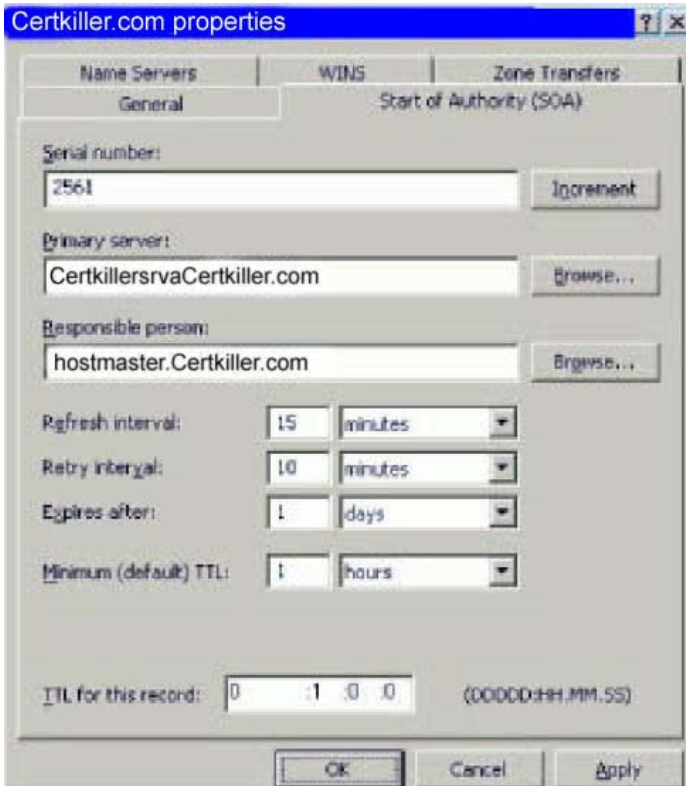 Certkiller.com properties
? ×
Name Servers WINS Zone Transfers
General Start of Authority (SOA)
Serial number:
2561 Increment
Primary server:
CertkillersrvaCertkiller.com Browse...
Responsible person:
hostmaster.Certkiller.com Browse...
Refresh interval: 15 minutes
Retry interval: 10 minutes
Expires after: 1 days
Minimum (default) TTL: 1 hours
TTL for this record: 0 :1 :0 :0 (DDDDD:HH.MM.SS)
OK Cancel Apply